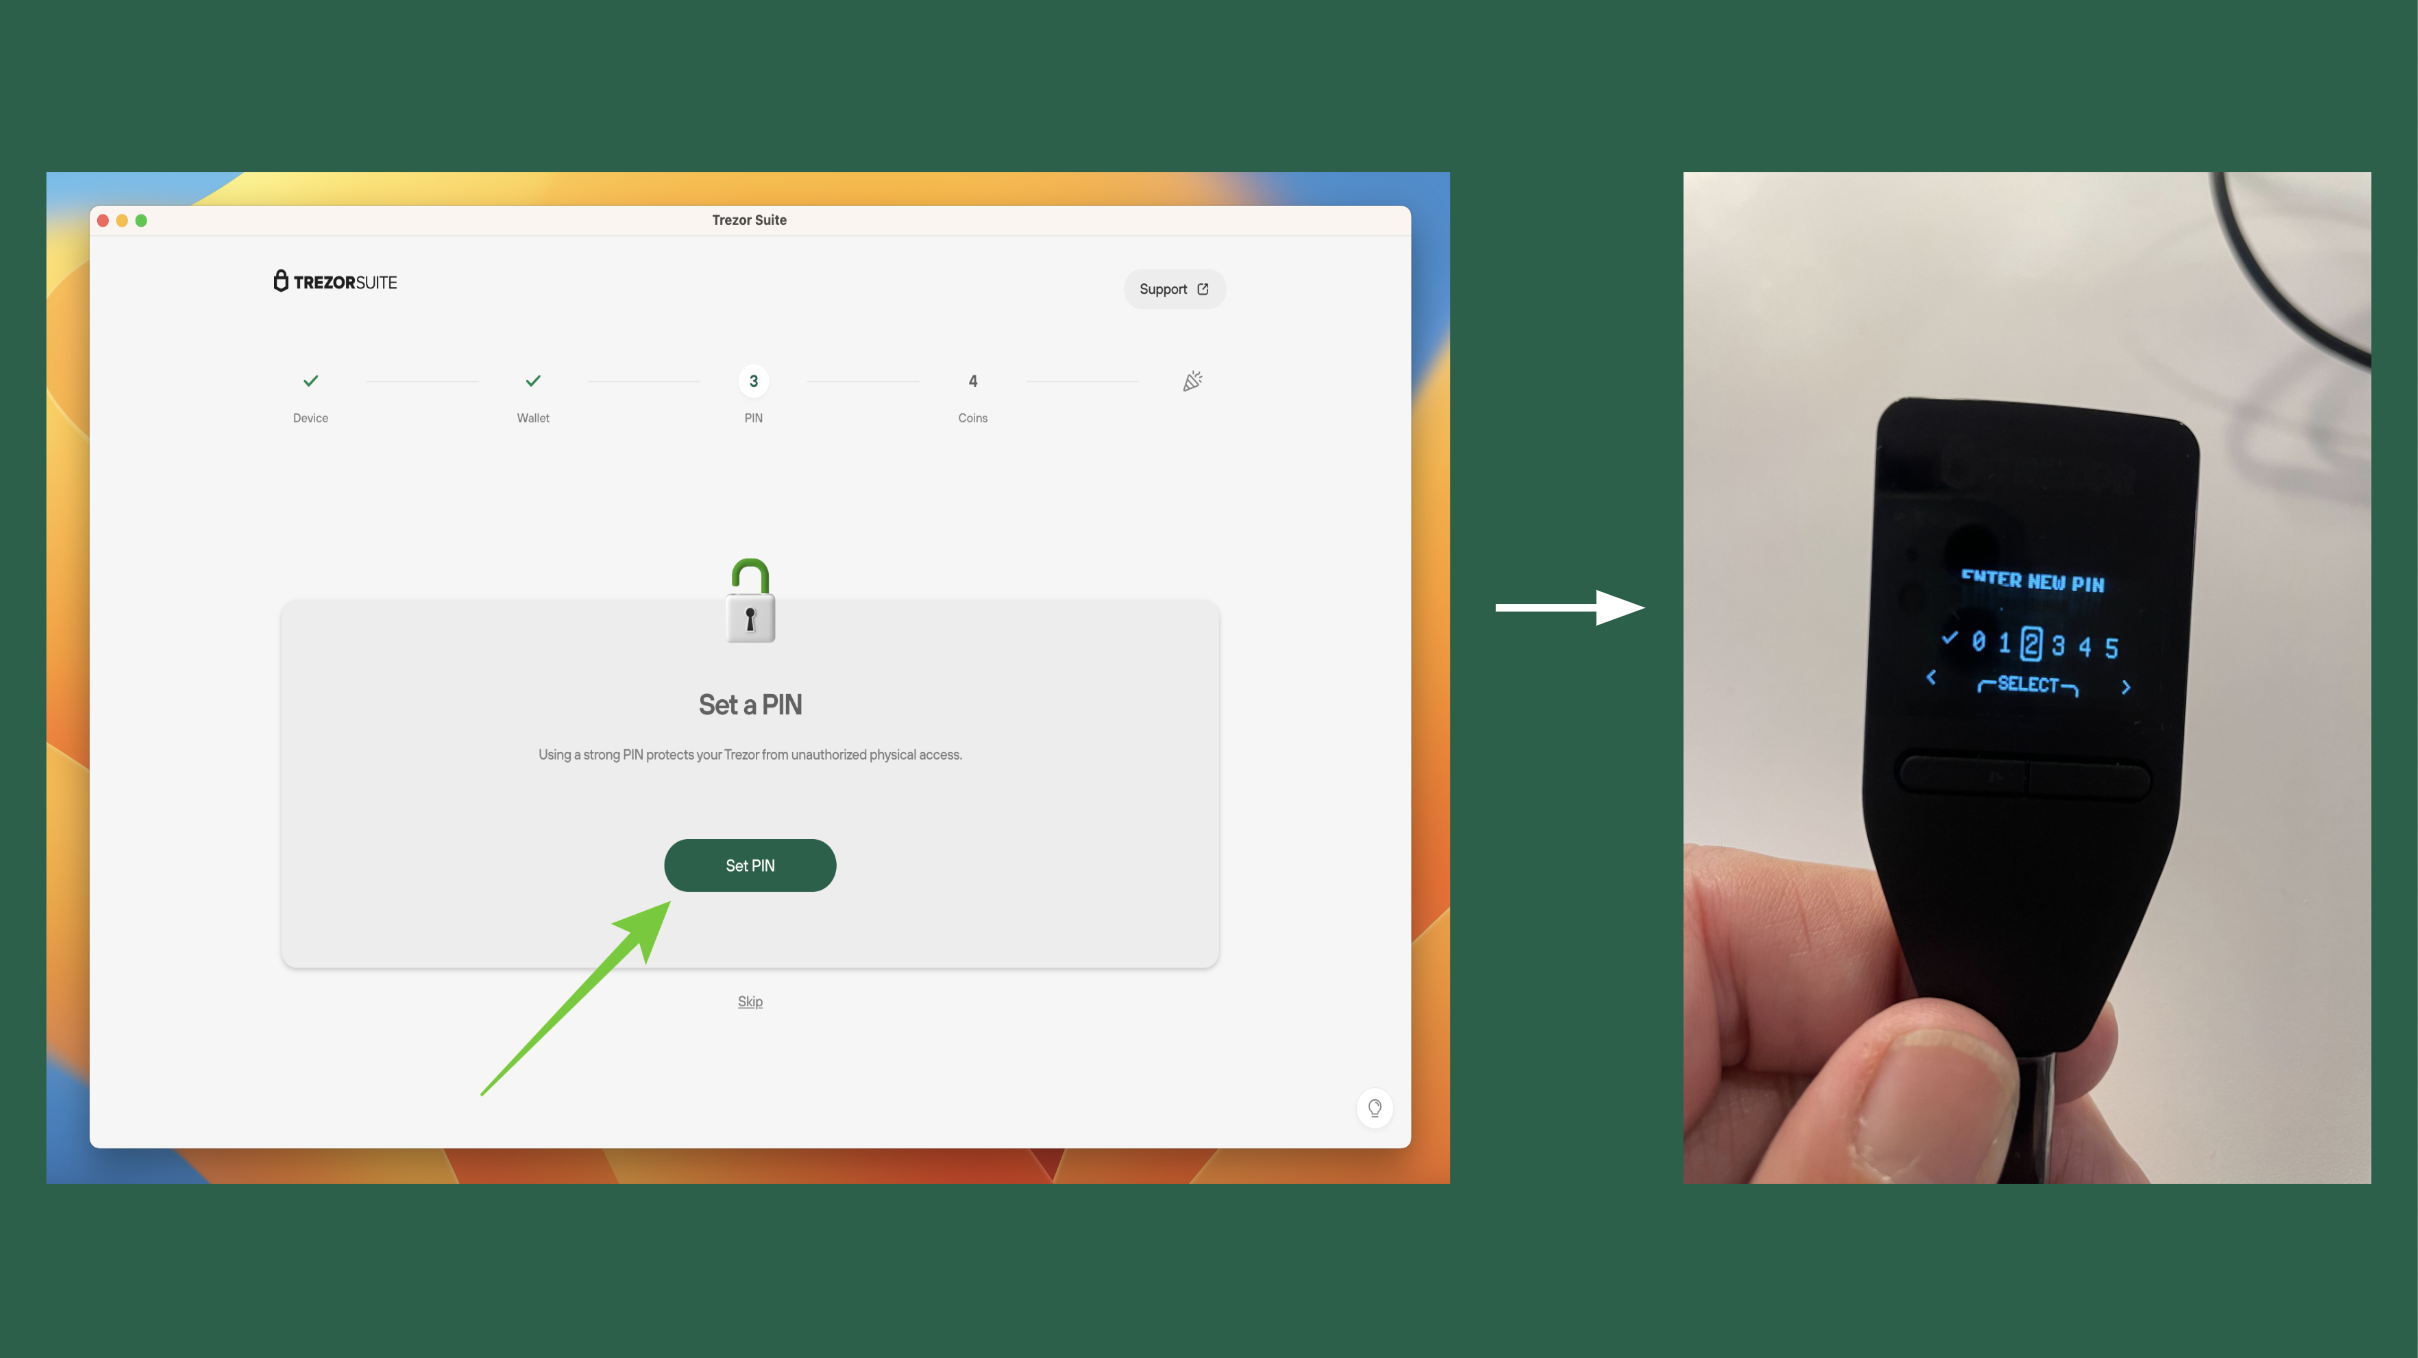 Trezor Suite
TREZORSUITE
Support
3
4
Device
Wallet
PIN
Coins
Set a PIN
Using a strong PIN protects your Trezor from unauthorized physical access.
Set PIN
Skip
ENTER NEW PIN
✓ 0 1 2 3 4 5
< SELECT >